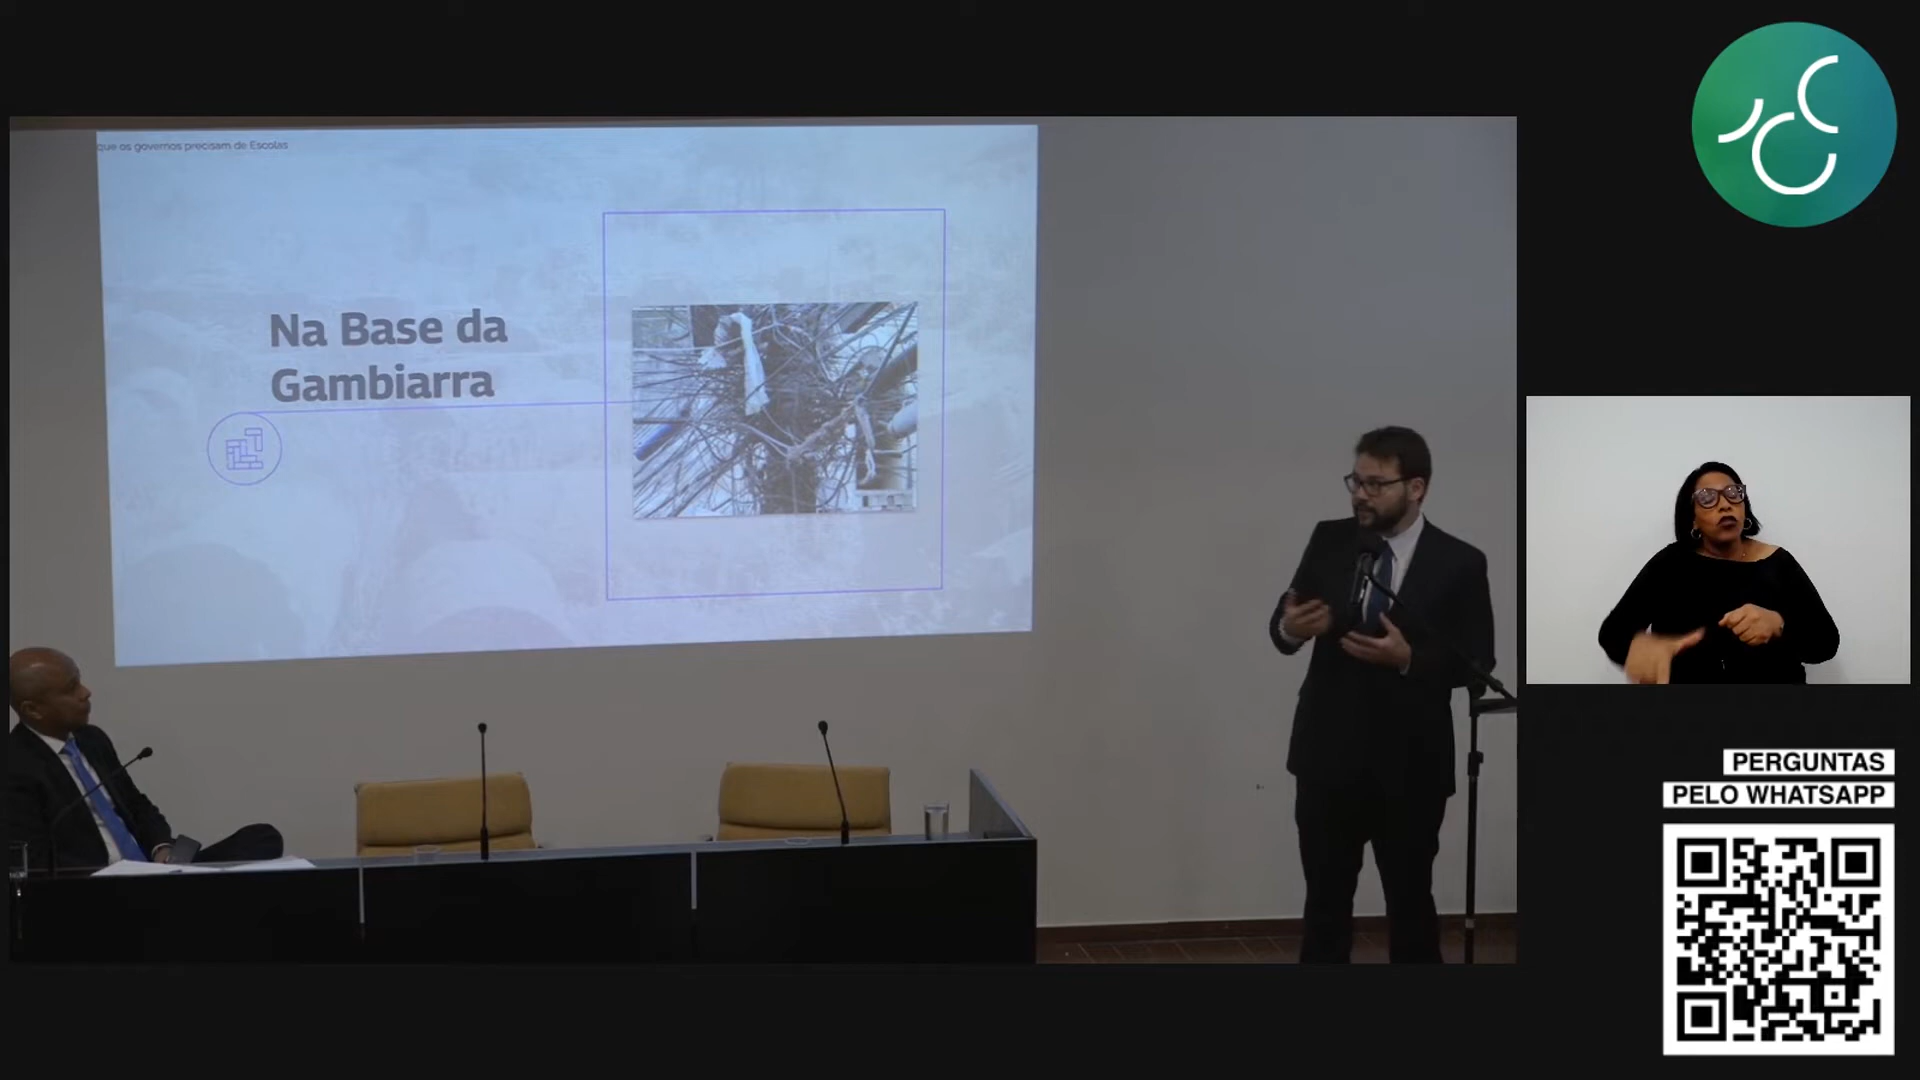 que os governos precisam de Escolas
Na Base da
Gambiarra
PERGUNTAS
PELO WHATSAPP